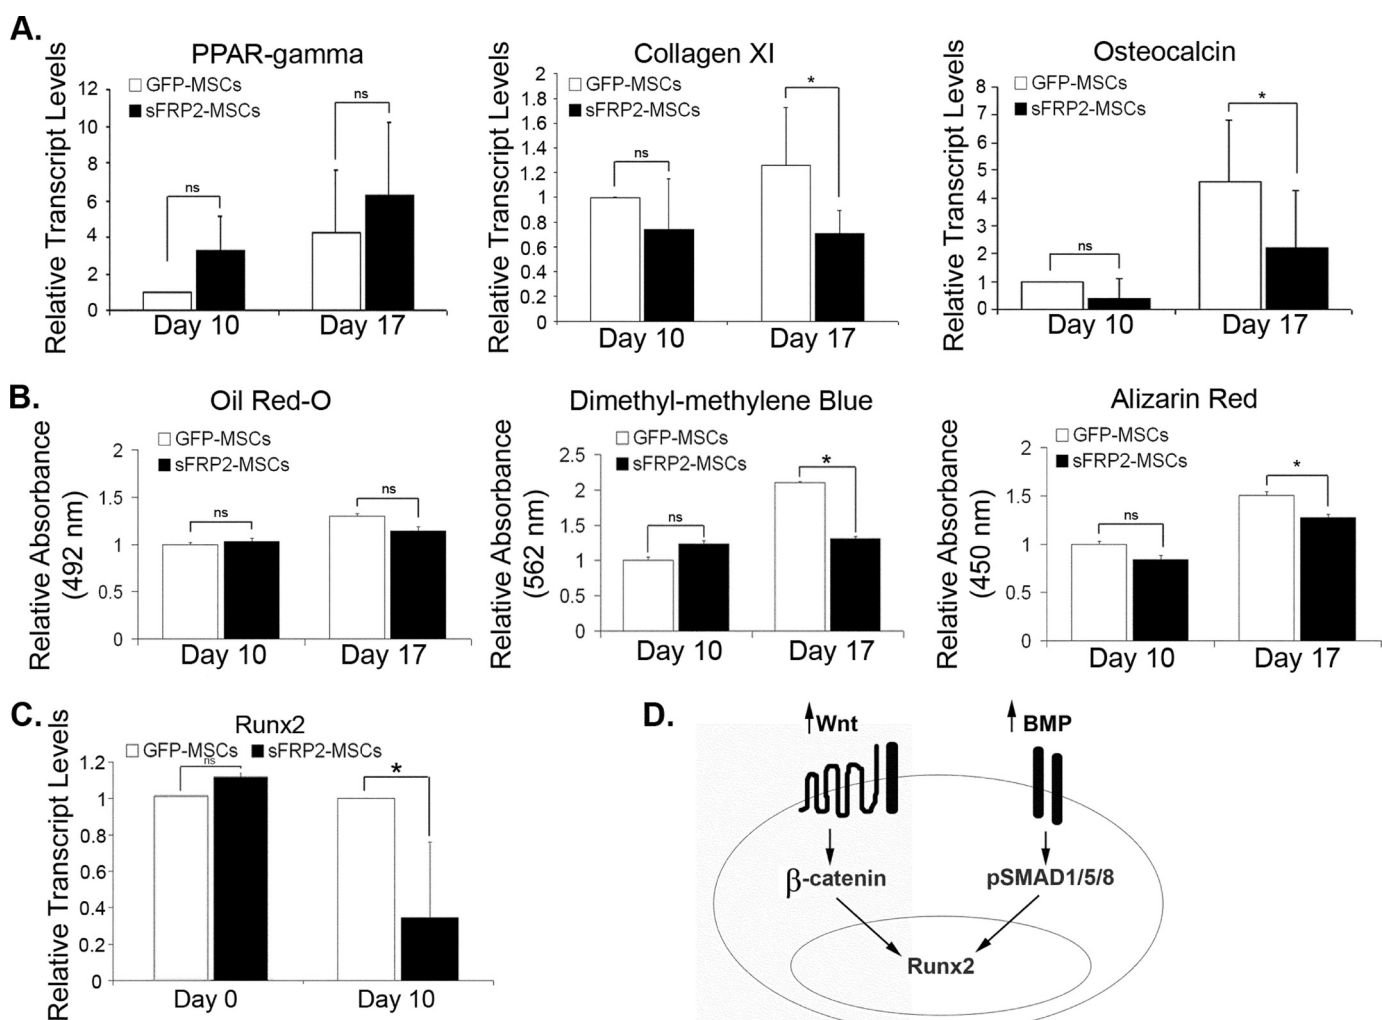 A.
PPAR-gamma
GFP-MSCs
sFRP2-MSCs
Relative Transcript Levels
12
10
8
6
4
2
0
ns
ns
Day 10
Day 17
Collagen XI
GFP-MSCs
sFRP2-MSCs
Relative Transcript Levels
2
1.8
1.6
1.4
1.2
1
0.8
0.6
0.4
0.2
0
ns
*
Day 10
Day 17
Osteocalcin
GFP-MSCs
sFRP2-MSCs
Relative Transcript Levels
8
7
6
5
4
3
2
1
0
ns
*
Day 10
Day 17
B.
Oil Red-O
GFP-MSCs
sFRP2-MSCs
Relative Absorbance
(492 nm)
2
1.5
1
0.5
0
ns
ns
Day 10
Day 17
Dimethyl-methylene Blue
GFP-MSCs
sFRP2-MSCs
Relative Absorbance
(562 nm)
2.5
2
1.5
1
0.5
0
ns
*
Day 10
Day 17
Alizarin Red
GFP-MSCs
sFRP2-MSCs
Relative Absorbance
(450 nm)
2
1.5
1
0.5
0
ns
*
Day 10
Day 17
C.
Runx2
GFP-MSCs
sFRP2-MSCs
Relative Transcript Levels
1.2
1
0.8
0.6
0.4
0.2
0
ns
*
Day 0
Day 10
D.
Wnt
BMP
β-catenin
pSMAD1/5/8
Runx2